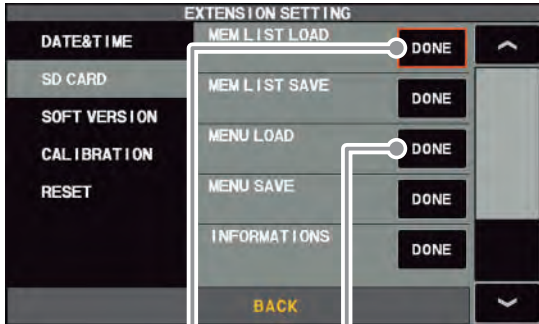 EXTENSION SETTING
DATE&TIME
SD CARD
SOFT VERSION
CALIBRATION
RESET
MEM LIST LOAD
DONE
MEM LIST SAVE
DONE
MENU LOAD
DONE
MENU SAVE
DONE
INFORMATIONS
DONE
BACK